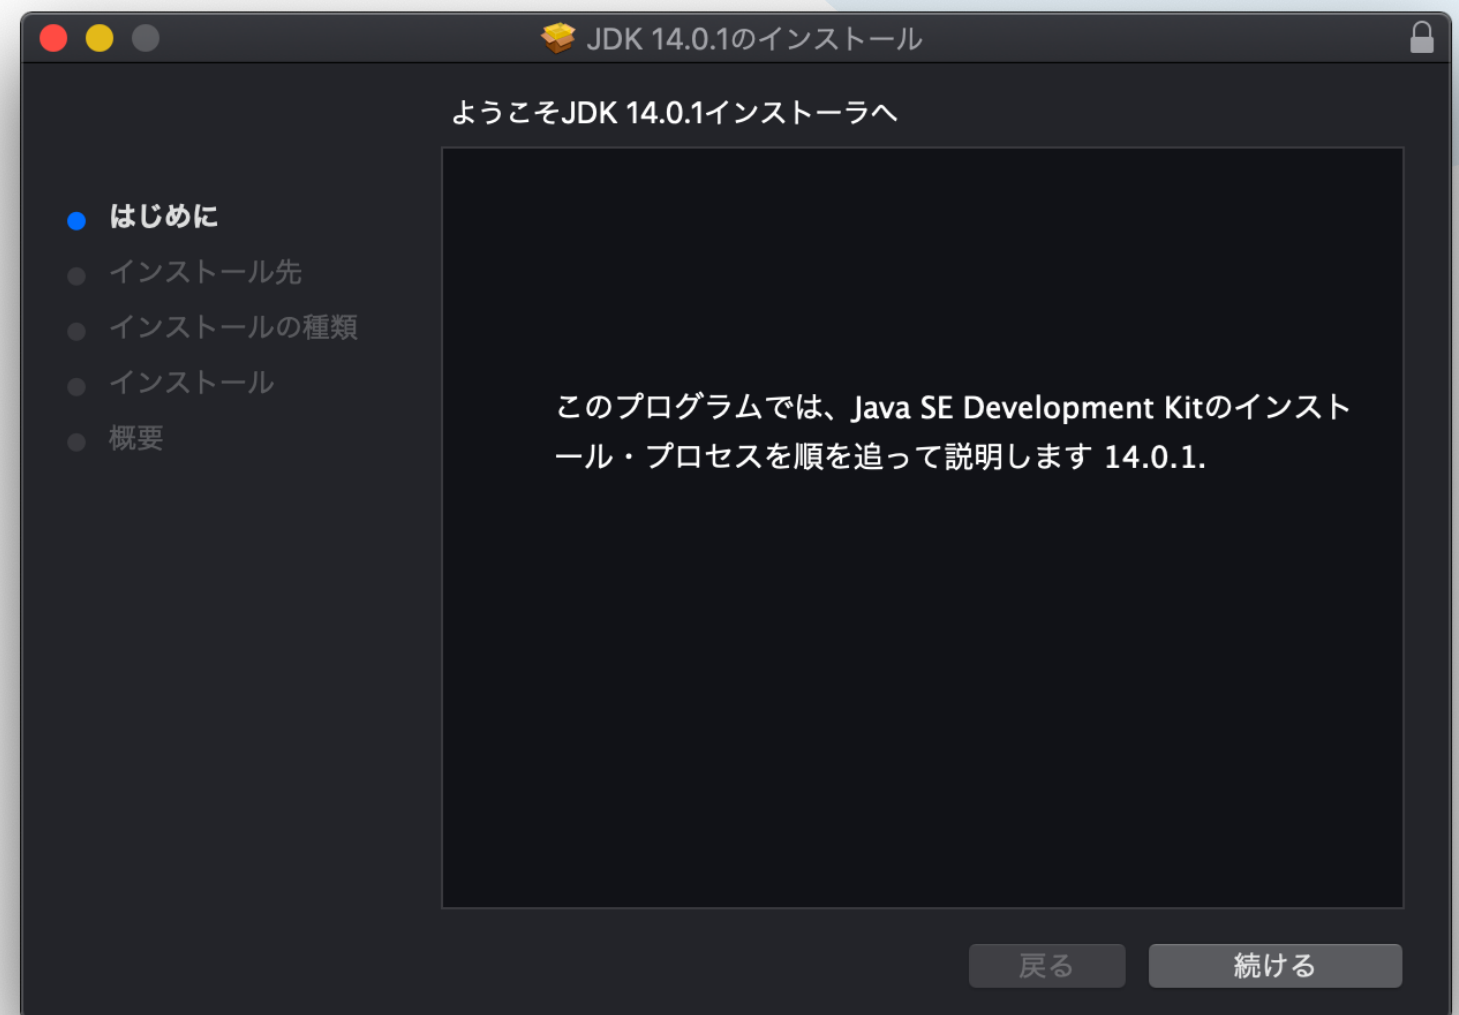 JDK 14.0.1のインストール
ようこそJDK 14.0.1インストーラへ
はじめに
インストール先
インストールの種類
インストール
概要
このプログラムでは、Java SE Development Kitのインスト
ール・プロセスを順を追って説明します 14.0.1.
戻る
続ける